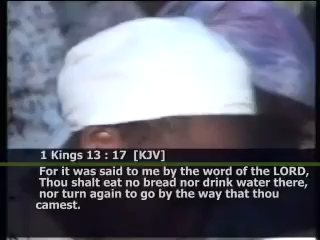 1 Kings 13 : 17 [KJV]
For it was said to me by the word of the LORD,
Thou shalt eat no bread nor drink water there,
nor turn again to go by the way that thou
camest.